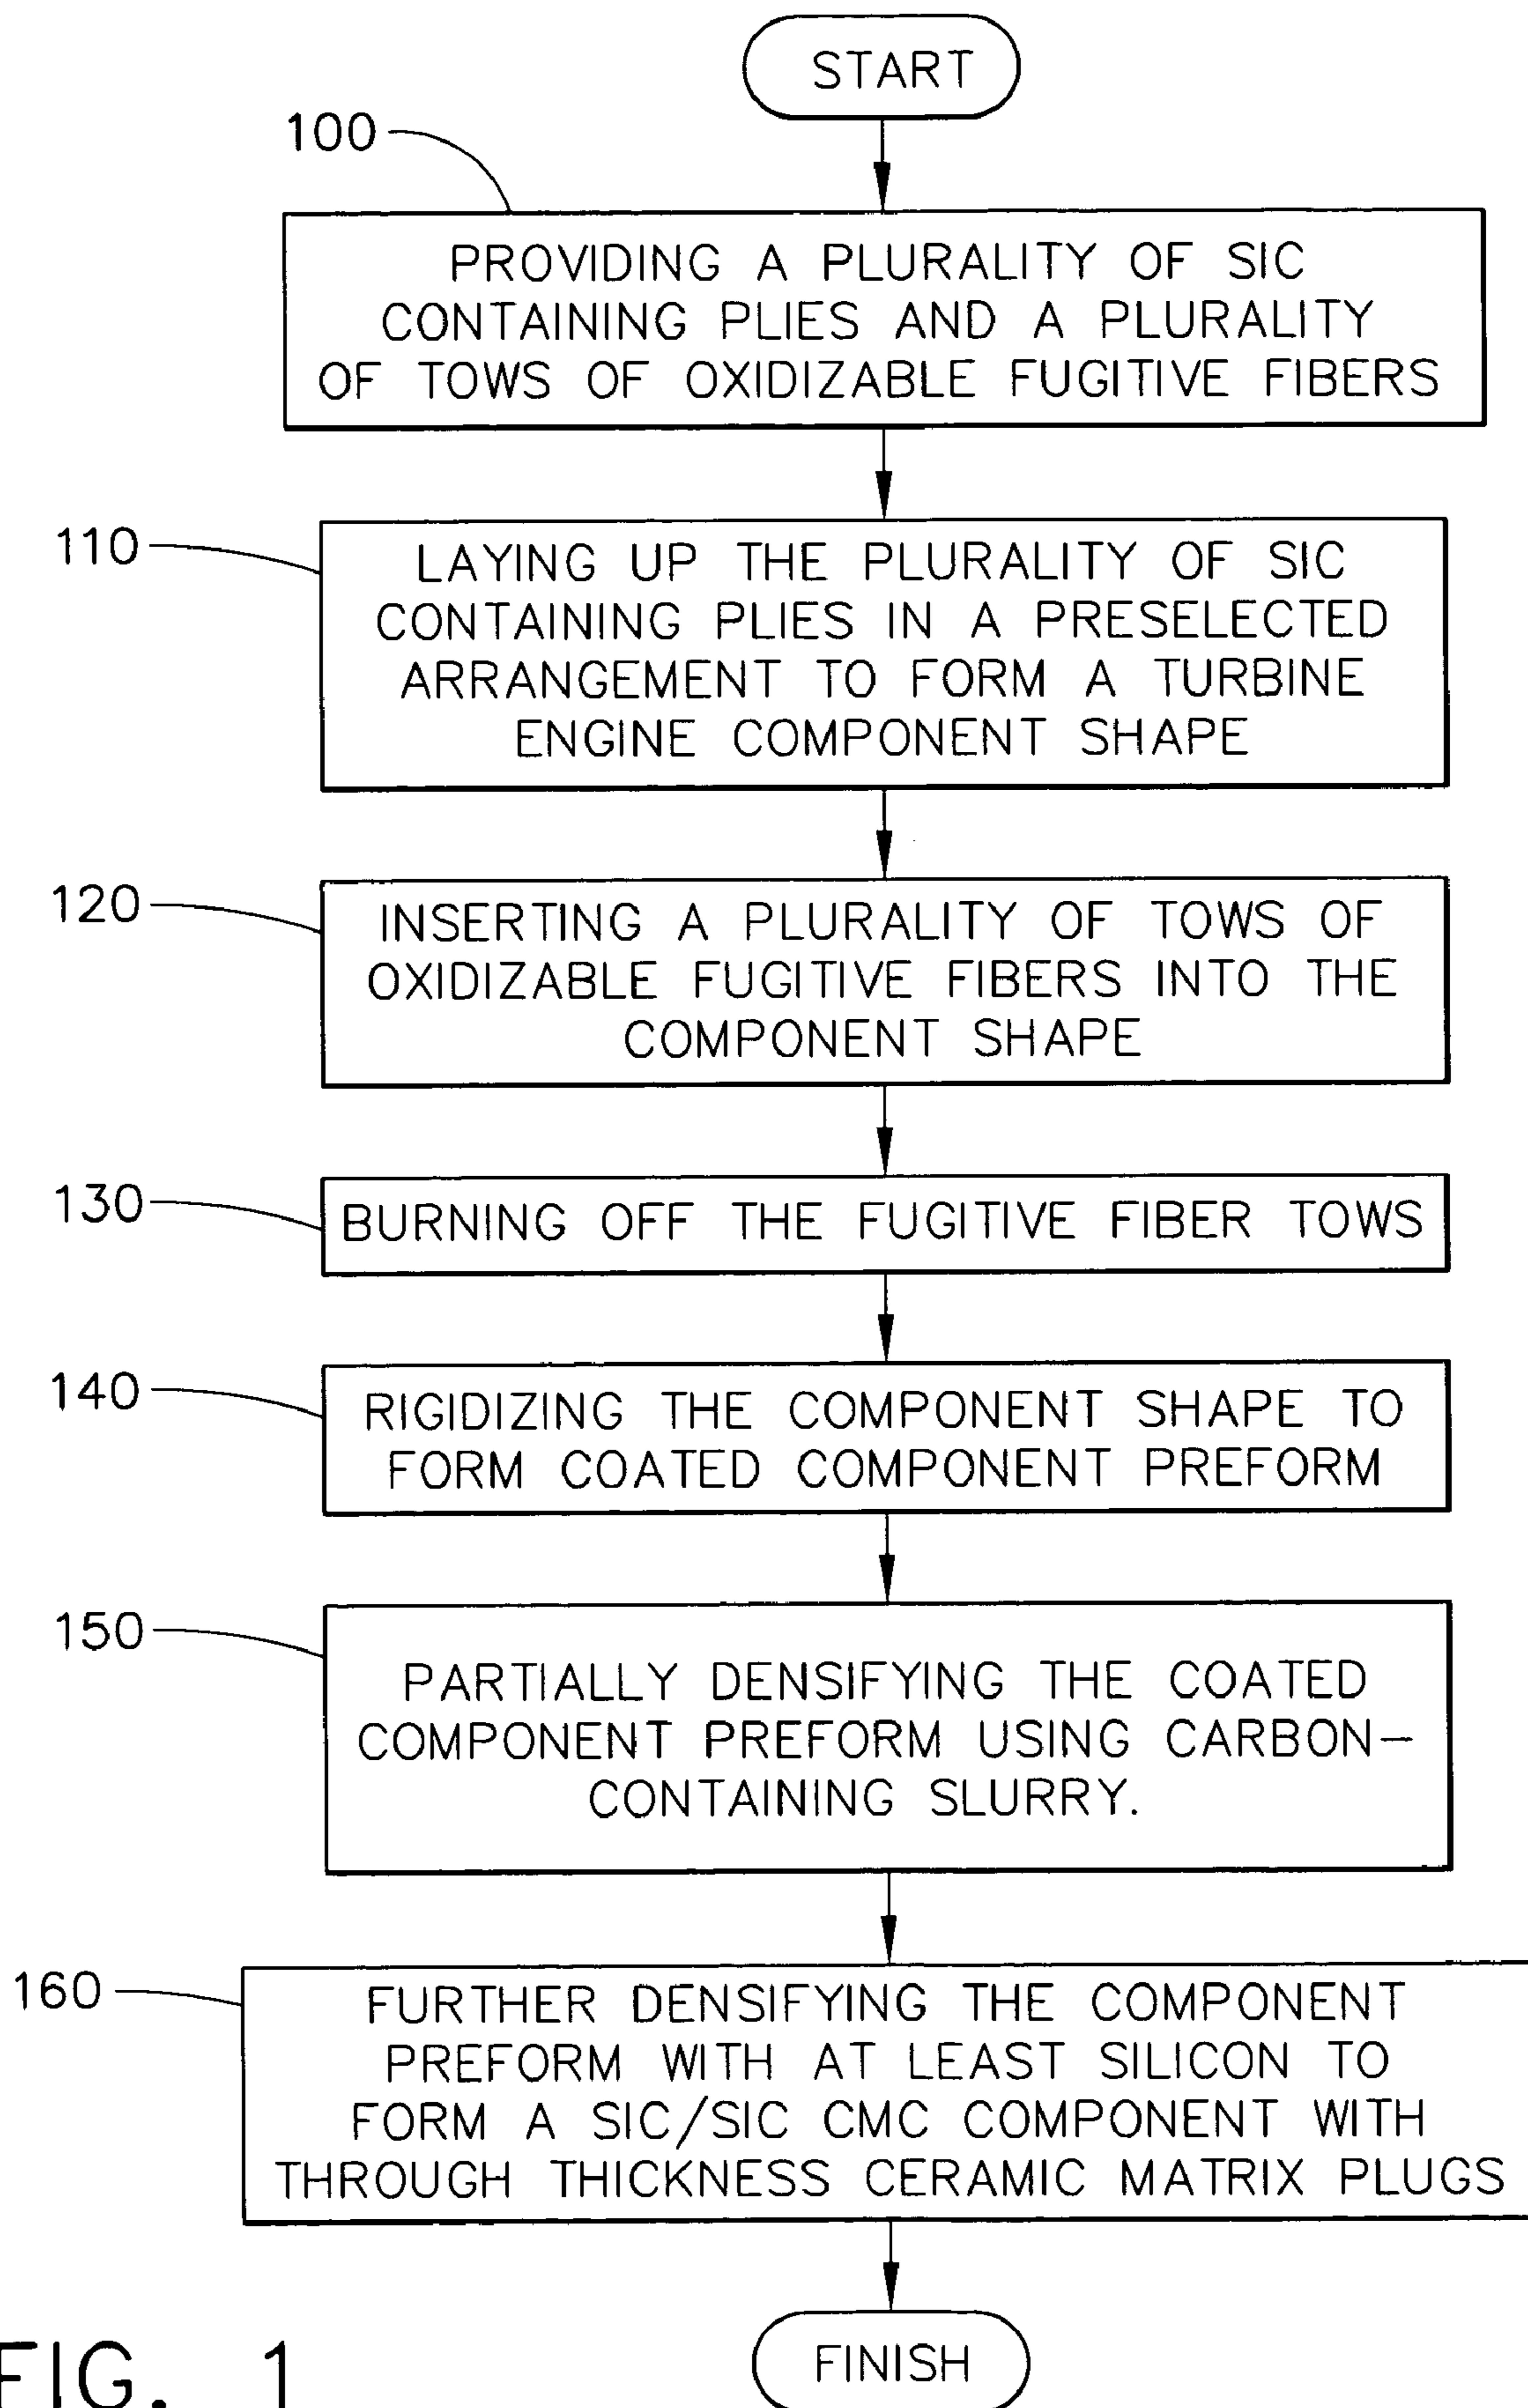 START
100
PROVIDING A PLURALITY OF SIC
CONTAINING PLIES AND A PLURALITY
OF TOWS OF OXIDIZABLE FUGITIVE FIBERS
110
LAYING UP THE PLURALITY OF SIC
CONTAINING PLIES IN A PRESELECTED
ARRANGEMENT TO FORM A TURBINE
ENGINE COMPONENT SHAPE
120
INSERTING A PLURALITY OF TOWS OF
OXIDIZABLE FUGITIVE FIBERS INTO THE
COMPONENT SHAPE
130
BURNING OFF THE FUGITIVE FIBER TOWS
140
RIGIDIZING THE COMPONENT SHAPE TO
FORM COATED COMPONENT PREFORM
150
PARTIALLY DENSIFYING THE COATED
COMPONENT PREFORM USING CARBON-
CONTAINING SLURRY.
160
FURTHER DENSIFYING THE COMPONENT
PREFORM WITH AT LEAST SILICON TO
FORM A SIC/SIC CMC COMPONENT WITH
THROUGH THICKNESS CERAMIC MATRIX PLUGS
FINISH
FIG. 1